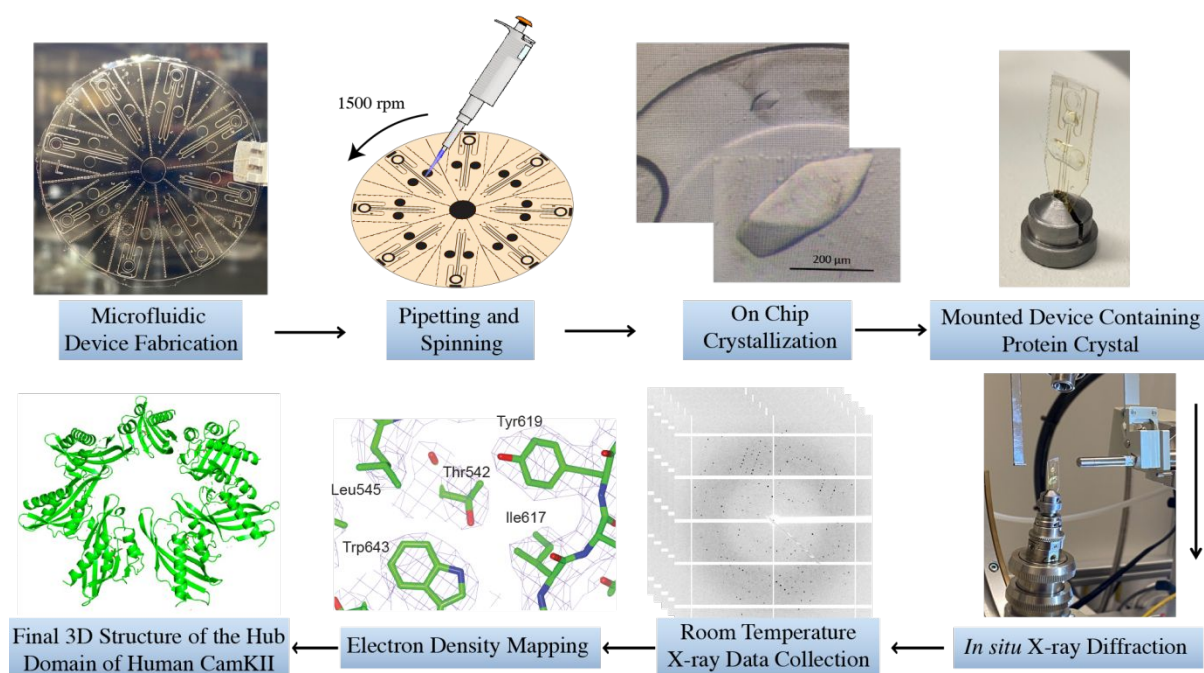 1500 rpm
200 µm
Microfluidic
Device Fabrication
Pipetting and
Spinning
On Chip
Crystallization
Mounted Device Containing
Protein Crystal
Tyr619
Thr542
Leu545
Ile617
Trp643
Final 3D Structure of the Hub
Domain of Human CamKII
Electron Density Mapping
Room Temperature
X-ray Data Collection
In situ X-ray Diffraction